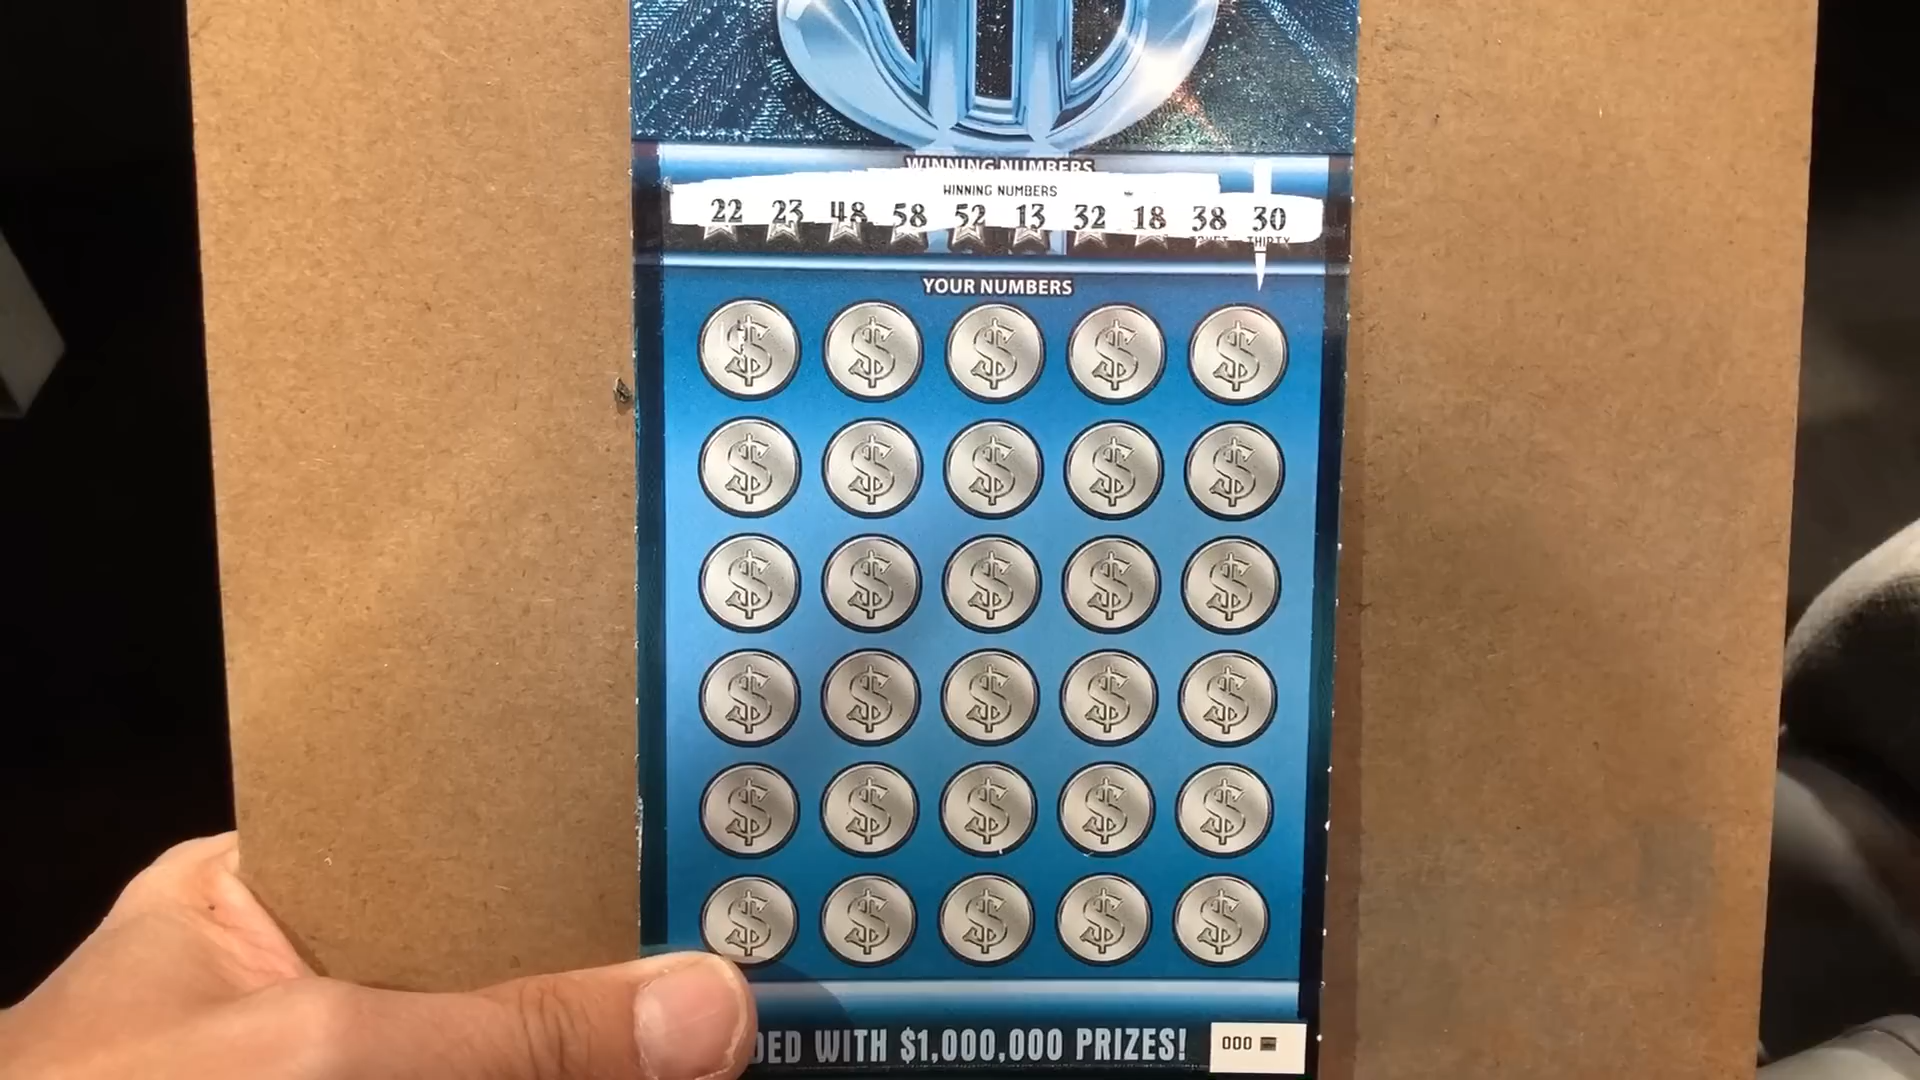 WINNING NUMBERS
WINNING NUMBERS
22 23 48 58 52 13 32 18 38 30
THIRTY
YOUR NUMBERS
WITH $1,000,000 PRIZES!
000